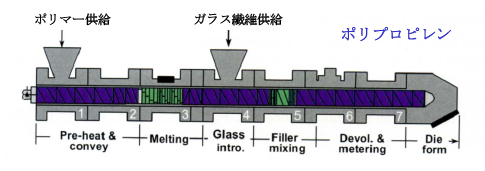 ポリマー供給
ガラス繊維供給
ポリプロピレン
1 2 3 4 5 6 7
Pre-heat & convey
Melting
Glass intro.
Filler mixing
Devol. & metering
Die form